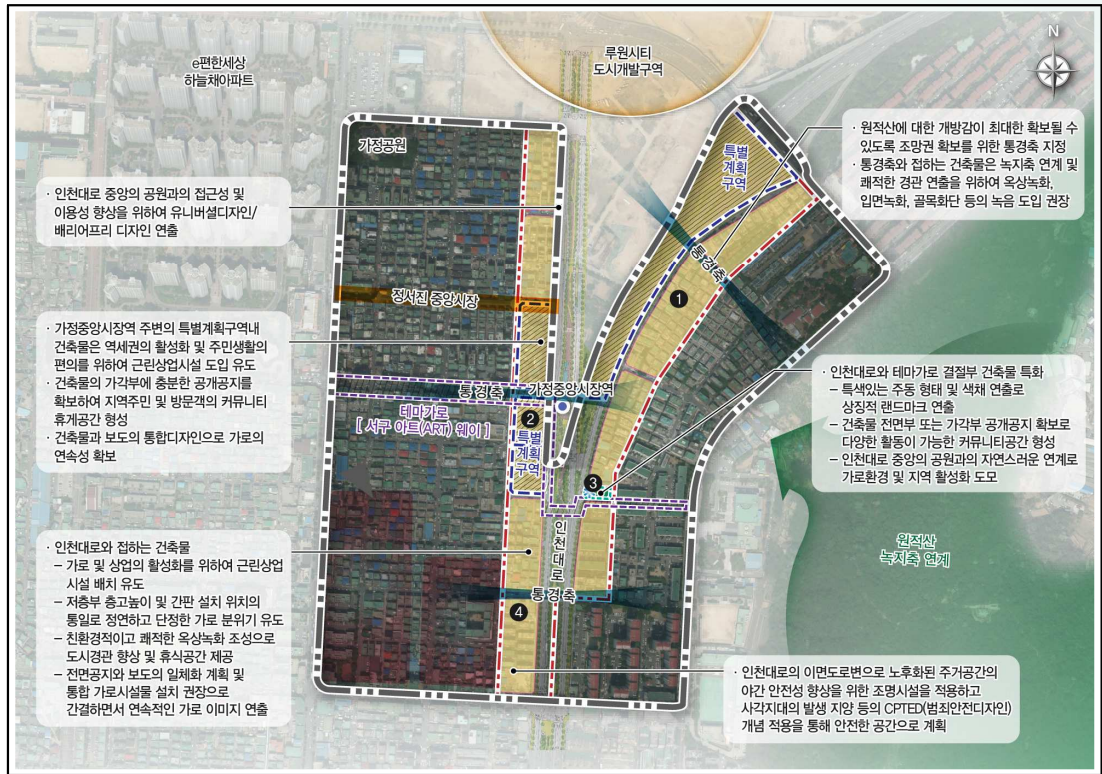 e편한세상
하늘채아파트
루원시티
도시개발구역
N
가정공원
특별
계획
구역
· 원적산에 대한 개방감이 최대한 확보될 수
있도록 조망권 확보를 위한 통경축 지정
· 통경축와 접하는 건축물은 녹지축 연계 및
쾌적한 경관 연출을 위하여 옥상녹화,
입면녹화, 골목화단 등의 녹음 도입 권장
· 인천대로 중앙의 공원과의 접근성 및
이용성 향상을 위하여 유니버설디자인/
배리어프리 디자인 연출
통경축
1
정서진 중앙시장
· 가정중앙시장역 주변의 특별계획구역내
건축물은 역세권의 활성화 및 주민생활의
편의를 위하여 근린상업시설 도입 유도
· 건축물의 가각부에 충분한 공개공지를
확보하여 지역주민 및 방문객의 커뮤니티
휴게공간 형성
· 건축물과 보도의 통합디자인으로 가로의
연속성 확보
통경축
가정중앙시장역
테마가로
[ 서구 아트(ART) 웨이 ]
2
특별
계획
구역
· 인천대로와 테마가로 결절부 건축물 특화
– 특색있는 주동 형태 및 색채 연출로
상징적 랜드마크 연출
– 건축물 전면부 또는 가각부 공개공지 확보로
다양한 활동이 가능한 커뮤니티공간 형성
– 인천대로 중앙의 공원과의 자연스러운 연계로
가로환경 및 지역 활성화 도모
3
인천대로
원적산
녹지축 연계
· 인천대로와 접하는 건축물
– 가로 및 상업의 활성화를 위하여 근린상업
시설 배치 유도
– 저층부 층고높이 및 간판 설치 위치의
통일로 정연하고 단정한 가로 분위기 유도
– 친환경적이고 쾌적한 옥상녹화 조성으로
도시경관 향상 및 휴식공간 제공
– 전면공지와 보도의 일체화 계획 및
통합 가로시설물 설치 권장으로
간결하면서 연속적인 가로 이미지 연출
통경축
4
· 인천대로의 이면도로변으로 노후화된 주거공간의
야간 안전성 향상을 위한 조명시설을 적용하고
사각지대의 발생 지양 등의 CPTED(범죄안전디자인)
개념 적용을 통해 안전한 공간으로 계획